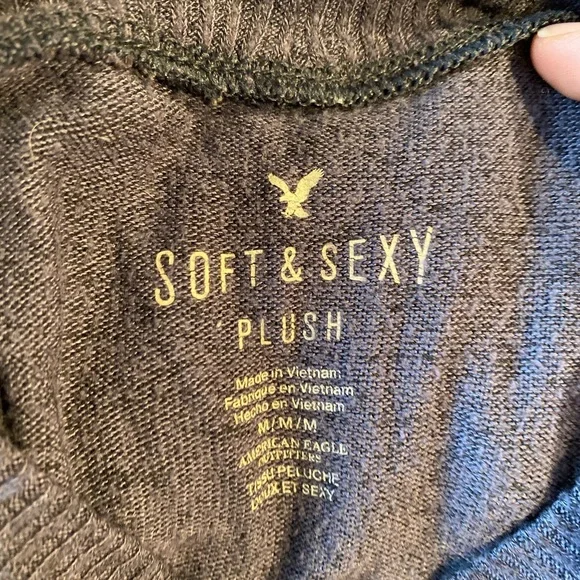 SOFT & SEXY
PLUSH
Made in Vietnam
Fabriqué en Vietnam
Hecho en Vietnam
M/M/M
AMERICAN EAGLE
OUTFITTERS
TISSU PELUCHE
DOUX ET SEXY